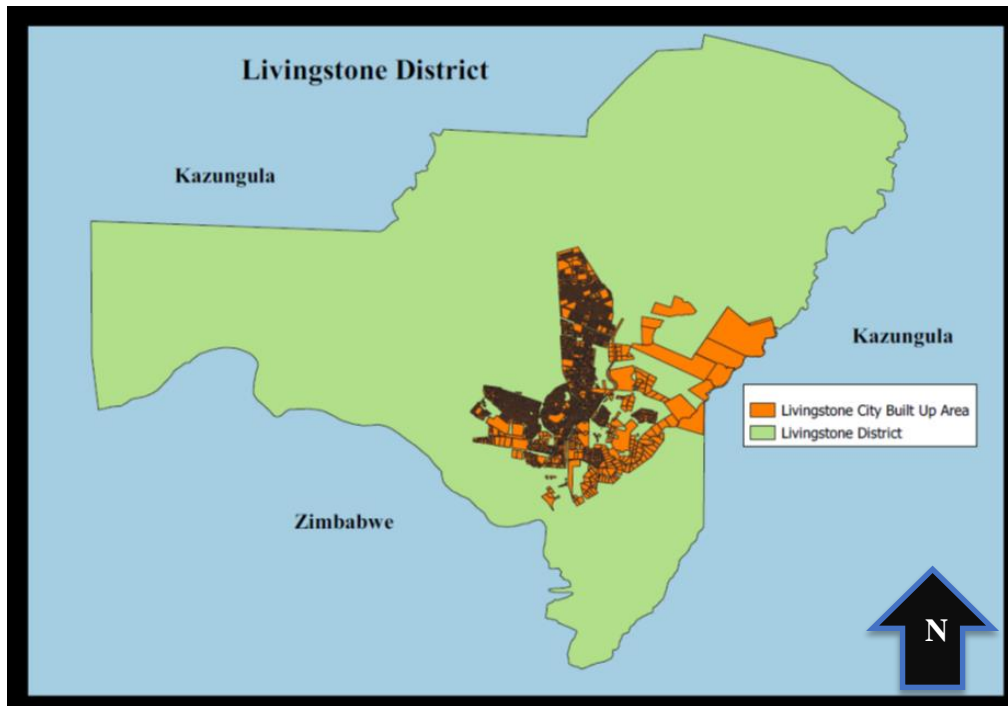 Livingstone District
Kazungula
Kazungula
Livingstone City Built Up Area
Livingstone District
Zimbabwe
N